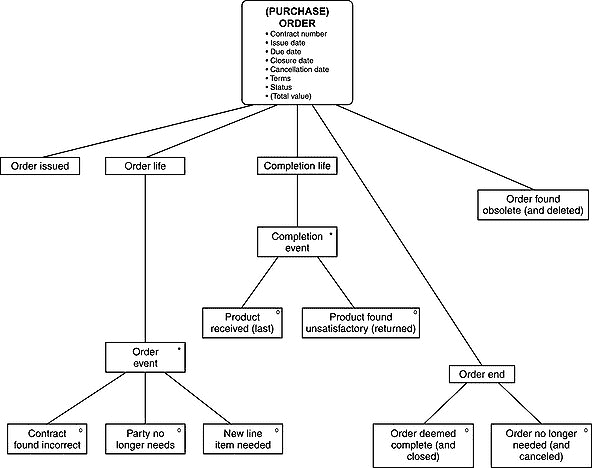 (PURCHASE)
ORDER
• Contract number
• Issue date
• Due date
• Closure date
• Cancellation date
• Terms
• Status
• (Total value)
Order issued
Order life
Completion life
Order found
obsolete (and deleted)
Completion *
event
Product o
received (last)
Product found o
unsatisfactory (returned)
Order *
event
Order end
Contract o
found incorrect
Party no o
longer needs
New line o
item needed
Order deemed o
complete (and
closed)
Order no longer o
needed (and
canceled)